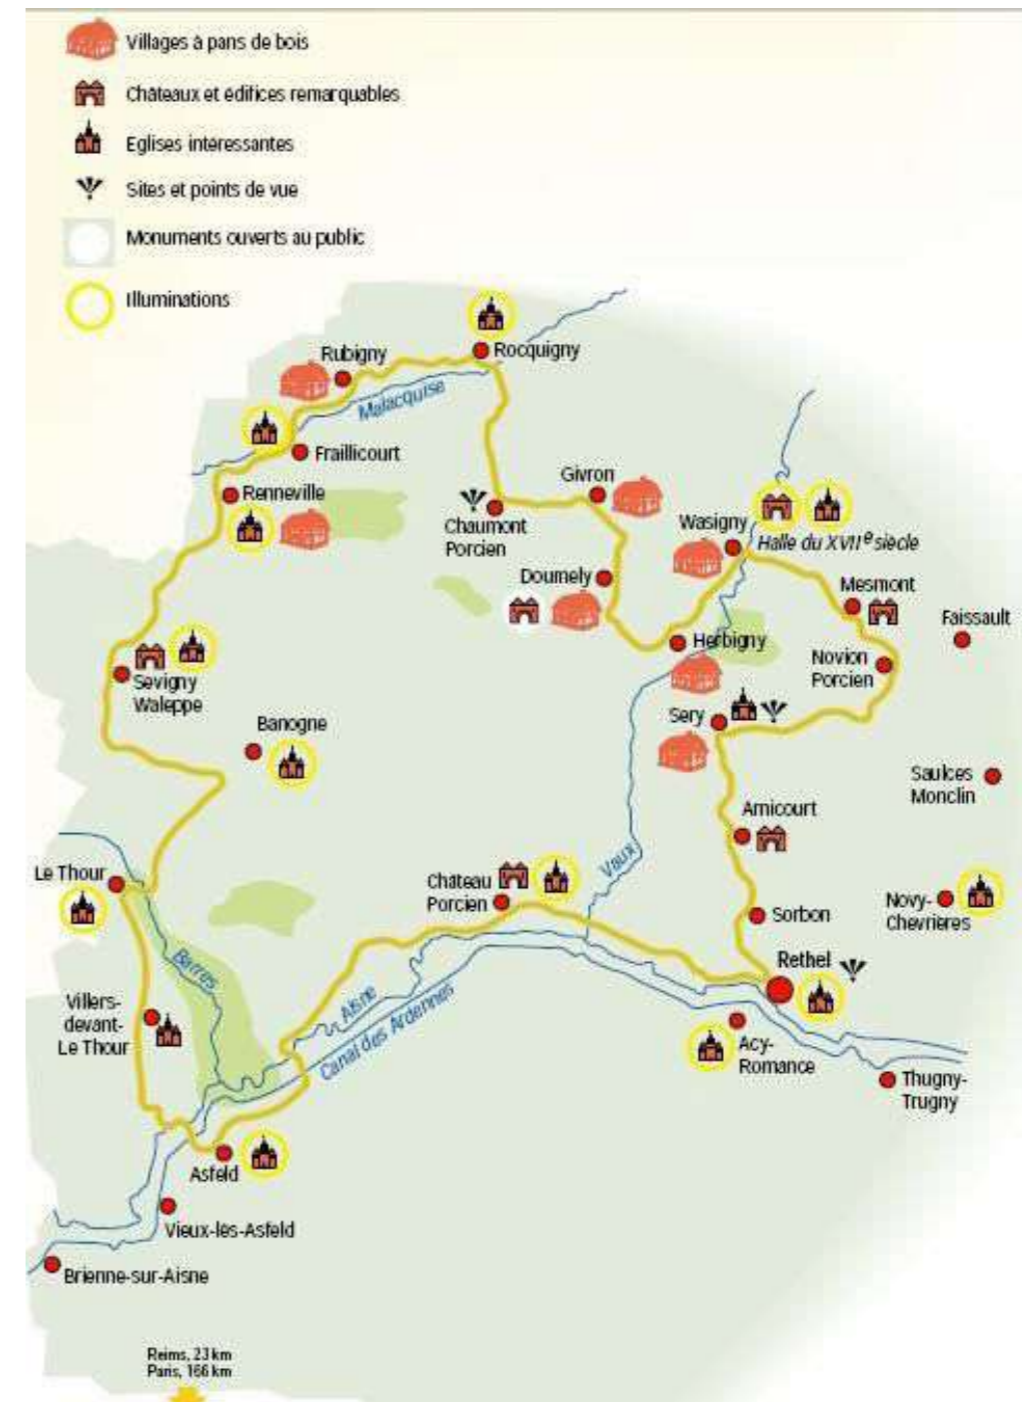 Villages à pans de bois
Châteaux et édifices remarquables
Eglises intéressantes
Sites et points de vue
Monuments ouverts au public
Illuminations
Rocquigny
Rubigny
Malacquise
Fraillicourt
Givron
Renneville
Chaumont
Porcien
Wasigny
Halle du XVIIe siècle
Doumely
Mesmont
Faissault
Herbigny
Novion
Porcien
Sevigny
Waleppe
Sery
Banogne
Saulces
Monclin
Arnicourt
Vaux
Le Thour
Château
Porcien
Novy-
Chevrières
Sorbon
Barres
Rethel
Aisne
Villers-
devant-
Le Thour
Canal des Ardennes
Acy-
Romance
Thugny-
Trugny
Asfeld
Vieux-lès-Asfeld
Brienne-sur-Aisne
Reims, 23 km
Paris, 166 km